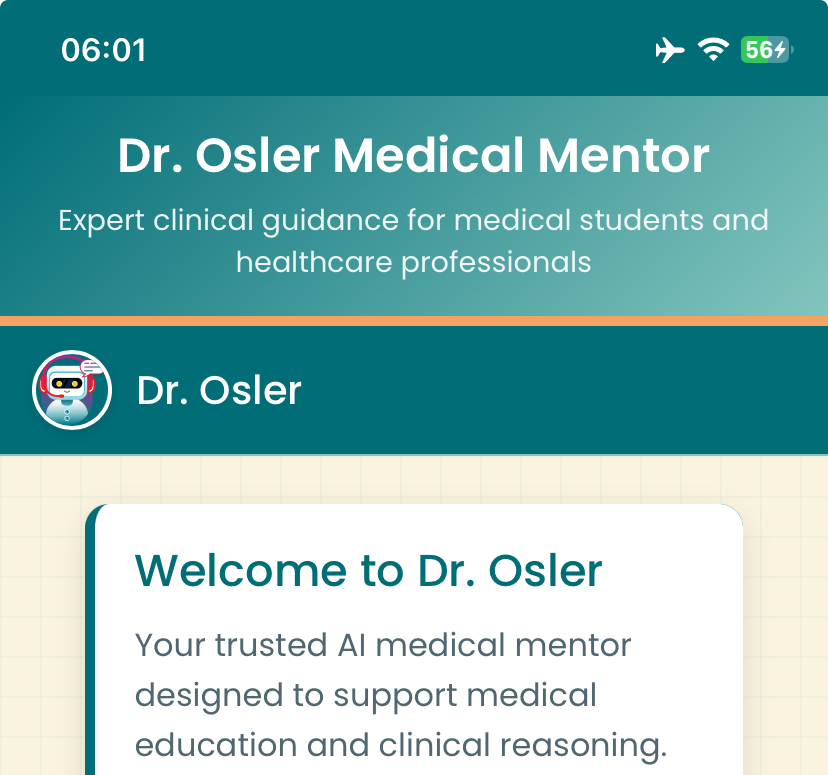 06:01
56
Dr. Osler Medical Mentor
Expert clinical guidance for medical students and
healthcare professionals
Dr. Osler
Welcome to Dr. Osler
Your trusted AI medical mentor
designed to support medical
education and clinical reasoning.